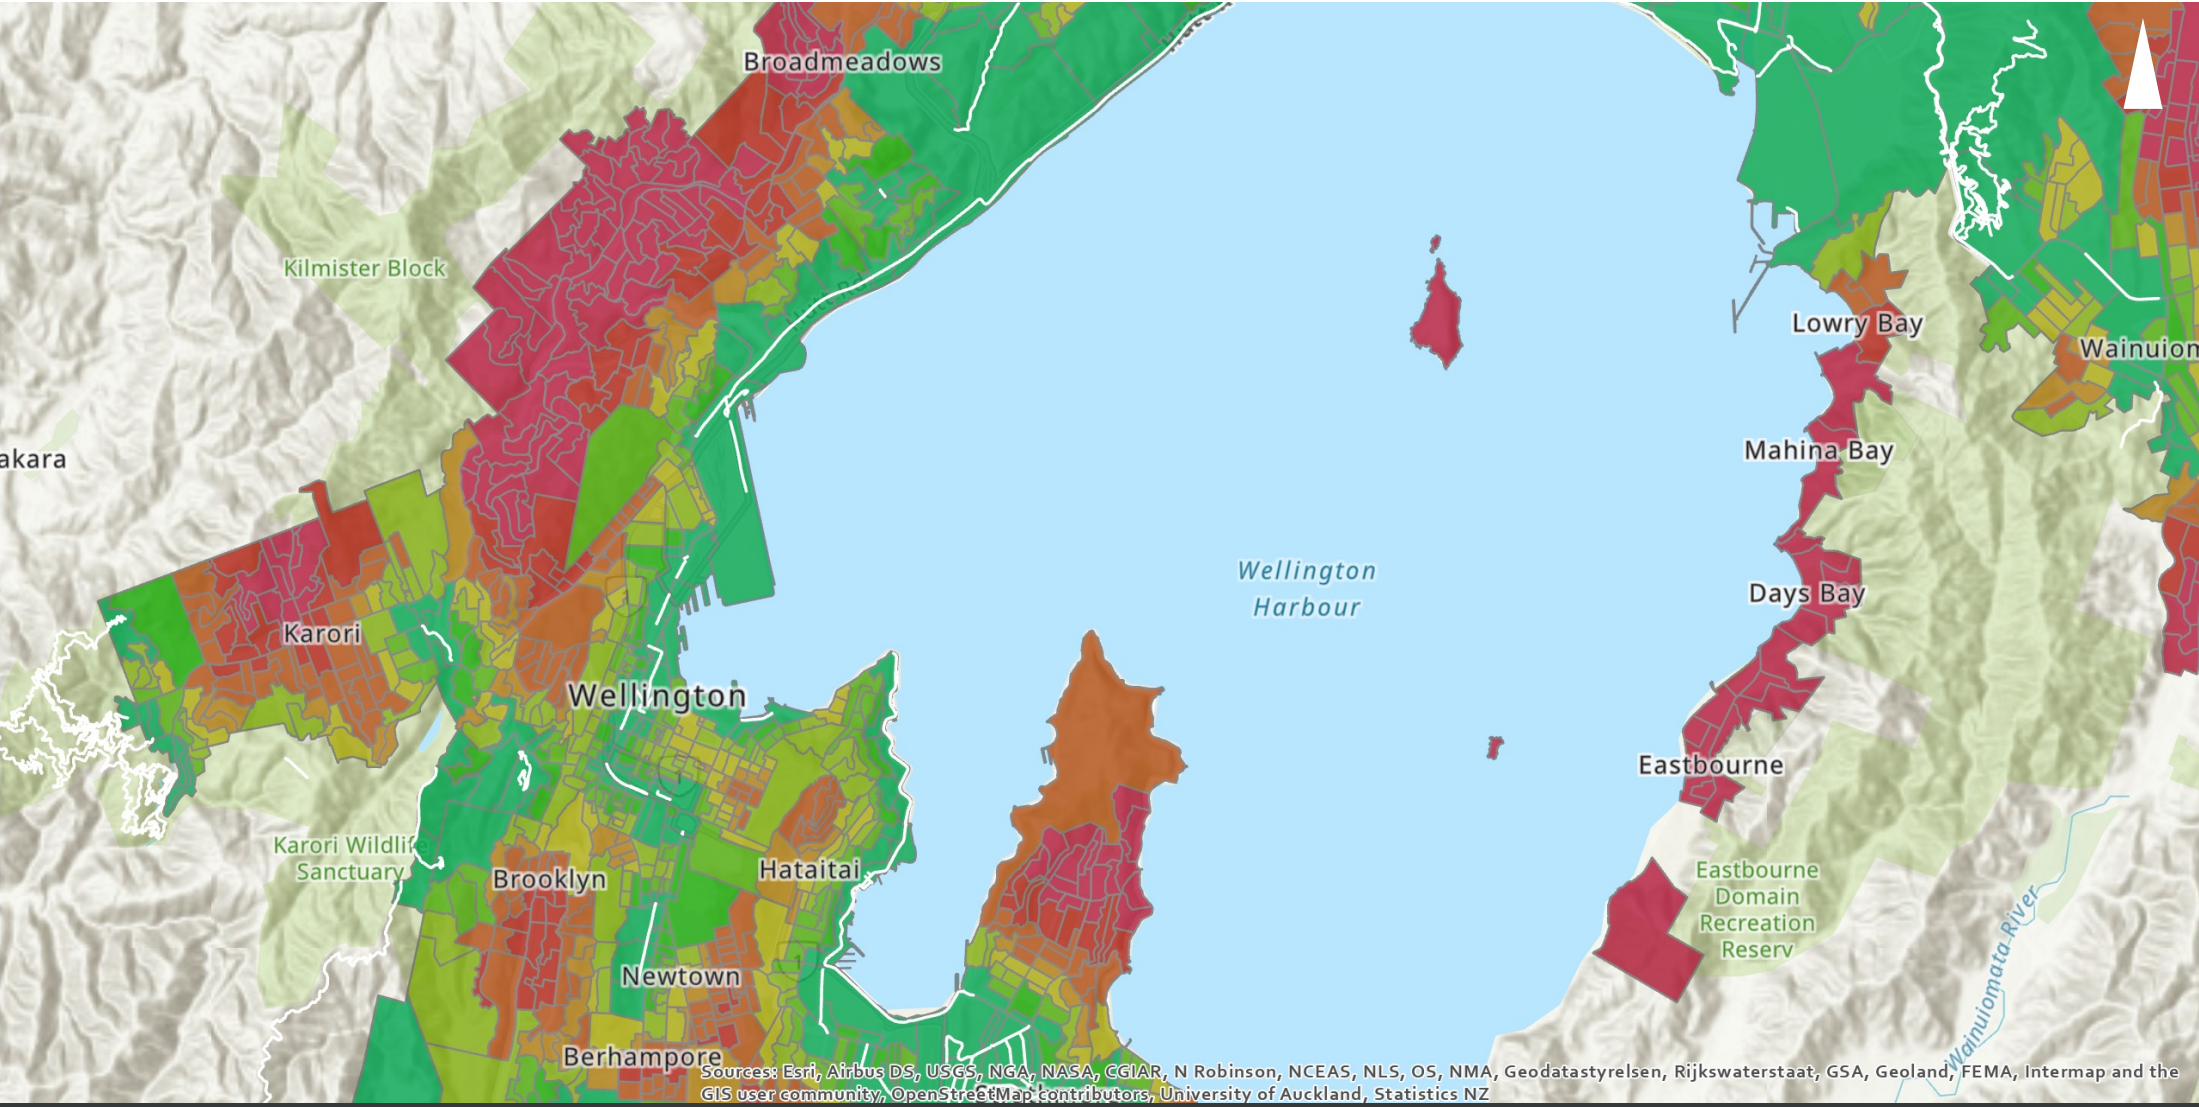 Broadmeadows
Kilmister Block
Hutt Rd
Lowry Bay
Wainuiom
Mahina Bay
akara
Wellington
Harbour
Days Bay
Karori
Wellington
Eastbourne
Karori Wildlife
Sanctuary
Brooklyn
Hataitai
Eastbourne
Domain
Recreation
Reserv
Newtown
Wainuiomata River
Berhampore
Sources: Esri, Airbus DS, USGS, NGA, NASA, CGIAR, N Robinson, NCEAS, NLS, OS, NMA, Geodatastyrelsen, Rijkswaterstaat, GSA, Geoland, FEMA, Intermap and the
GIS user community, OpenStreetMap contributors, University of Auckland, Statistics NZ